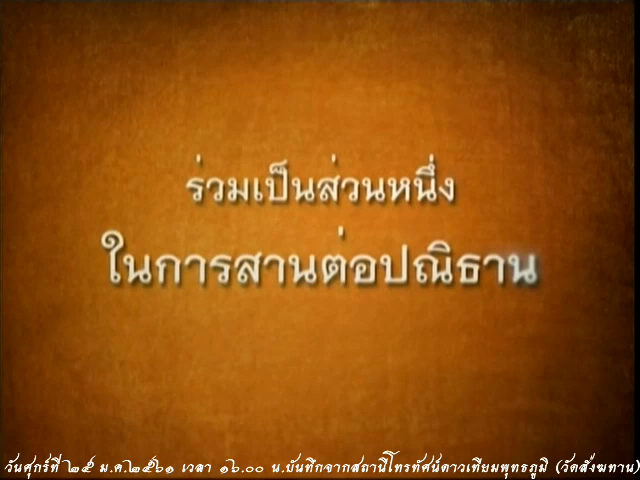 ร่วมเป็นส่วนหนึ่ง
ในการสานต่อปณิธาน
วันศุกร์ที่ ๒๕ ม.ค.๒๕๖๑ เวลา ๑๖.๐๐ น.บันทึกจากสถานีโทรทัศน์ดาวเทียมพุทธภูมิ (วัดสังฆทาน)